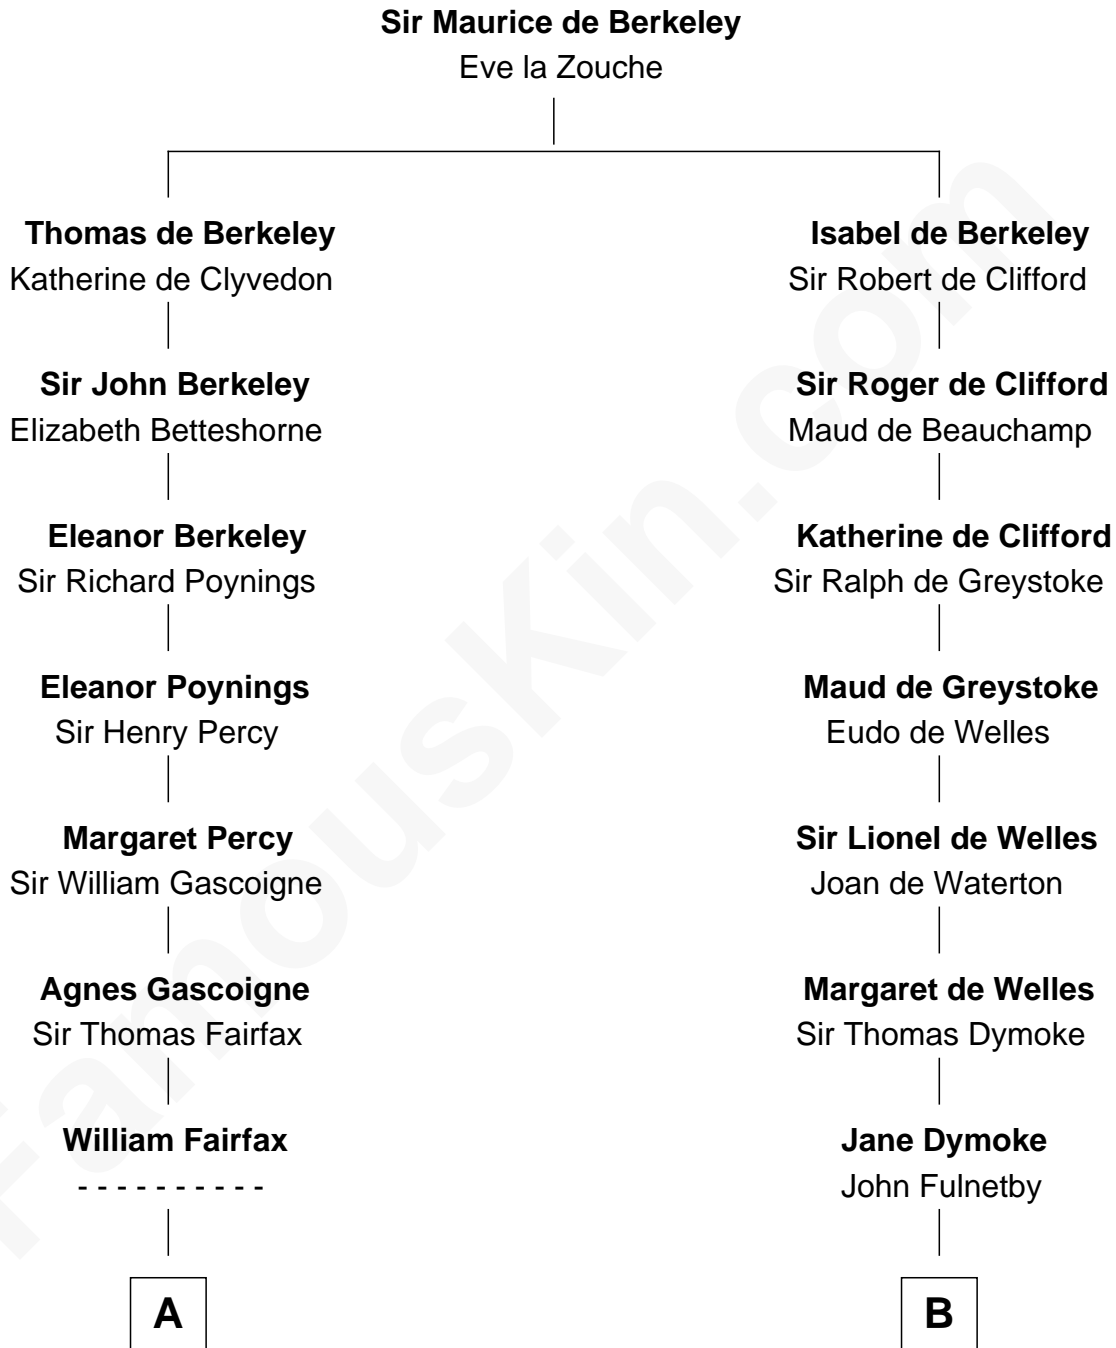 Sir Maurice de Berkeley
Eve la Zouche
Thomas de Berkeley
Katherine de Clyvedon
Sir John Berkeley
Elizabeth Betteshorne
Eleanor Berkeley
Sir Richard Poynings
Eleanor Poynings
Sir Henry Percy
Margaret Percy
Sir William Gascoigne
Agnes Gascoigne
Sir Thomas Fairfax
William Fairfax
- - - - - - - - - -
A
Isabel de Berkeley
Sir Robert de Clifford
Sir Roger de Clifford
Maud de Beauchamp
Katherine de Clifford
Sir Ralph de Greystoke
Maud de Greystoke
Eudo de Welles
Sir Lionel de Welles
Joan de Waterton
Margaret de Welles
Sir Thomas Dymoke
Jane Dymoke
John Fulnetby
B
FamousKin.com